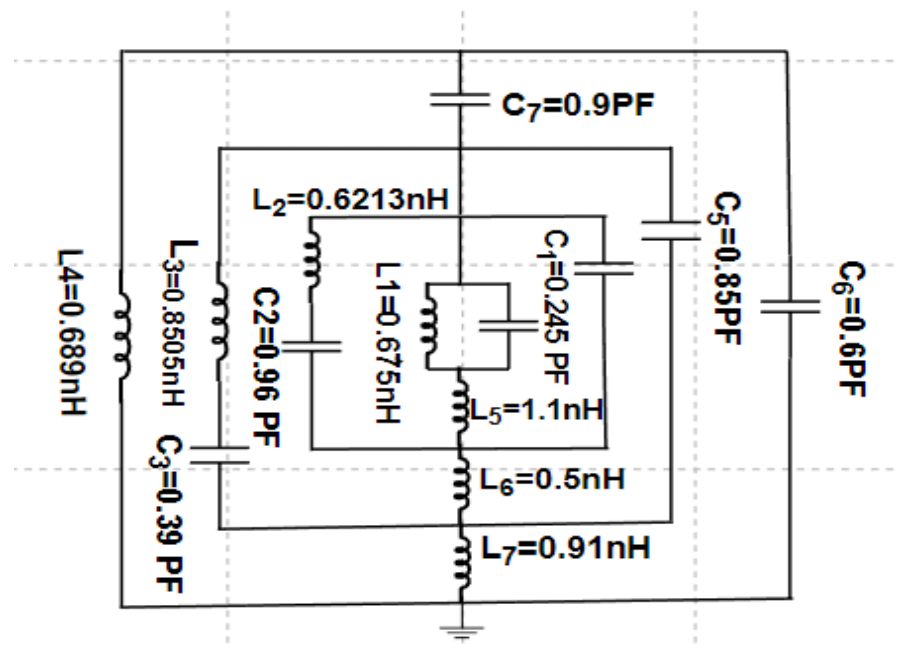 C7=0.9PF
L2=0.6213nH
C5=0.85PF
L4=0.689nH
L3=0.8505nH
C2=0.96 PF
L1=0.675nH
C1=0.245 PF
C6=0.6PF
L5=1.1nH
C3=0.39 PF
L6=0.5nH
L7=0.91nH